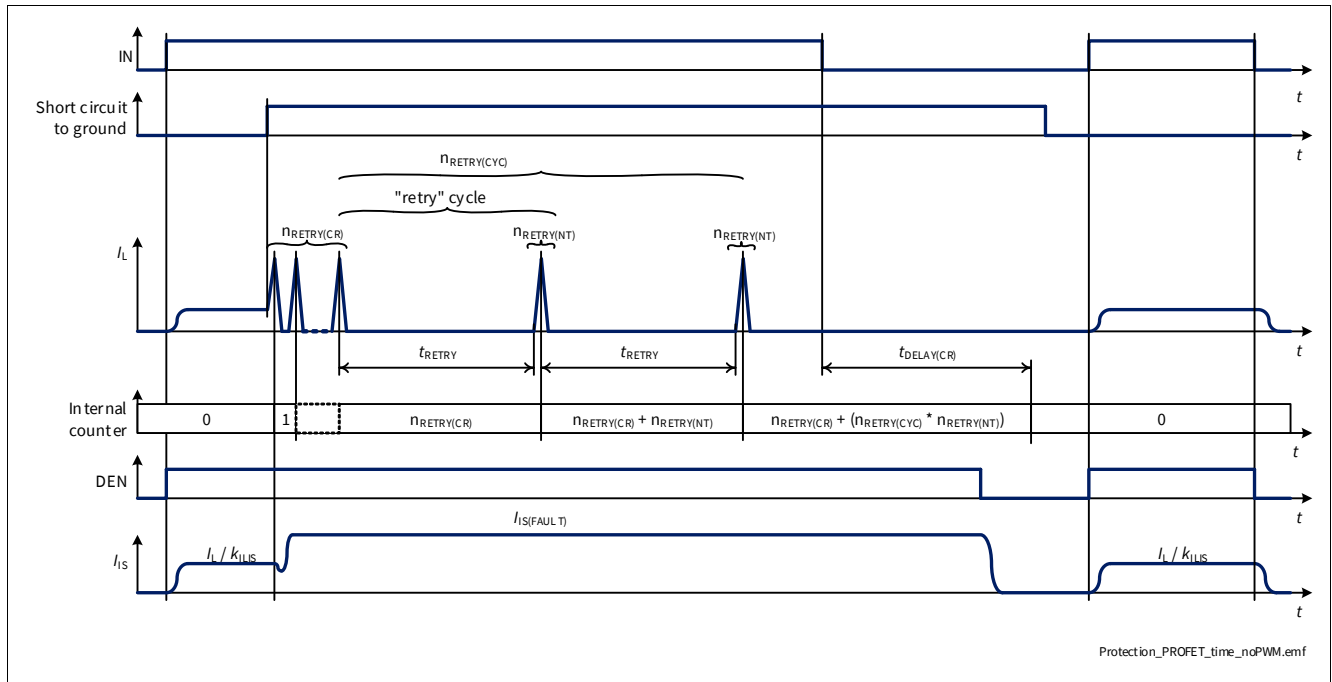 IN
t
Short circuit
to ground
t
nRETRY(CYC)
"retry" cycle
nRETRY(CR)
nRETRY(NT)
nRETRY(NT)
IL
t
tRETRY
tRETRY
tDELAY(CR)
Internal
counter
0
1
nRETRY(CR)
nRETRY(CR) + nRETRY(NT)
nRETRY(CR) + (nRETRY(CYC) * nRETRY(NT))
0
t
DEN
t
IIS(FAULT)
IIS
IL / kILIS
IL / kILIS
t
Protection_PROFET_time_noPWM.emf